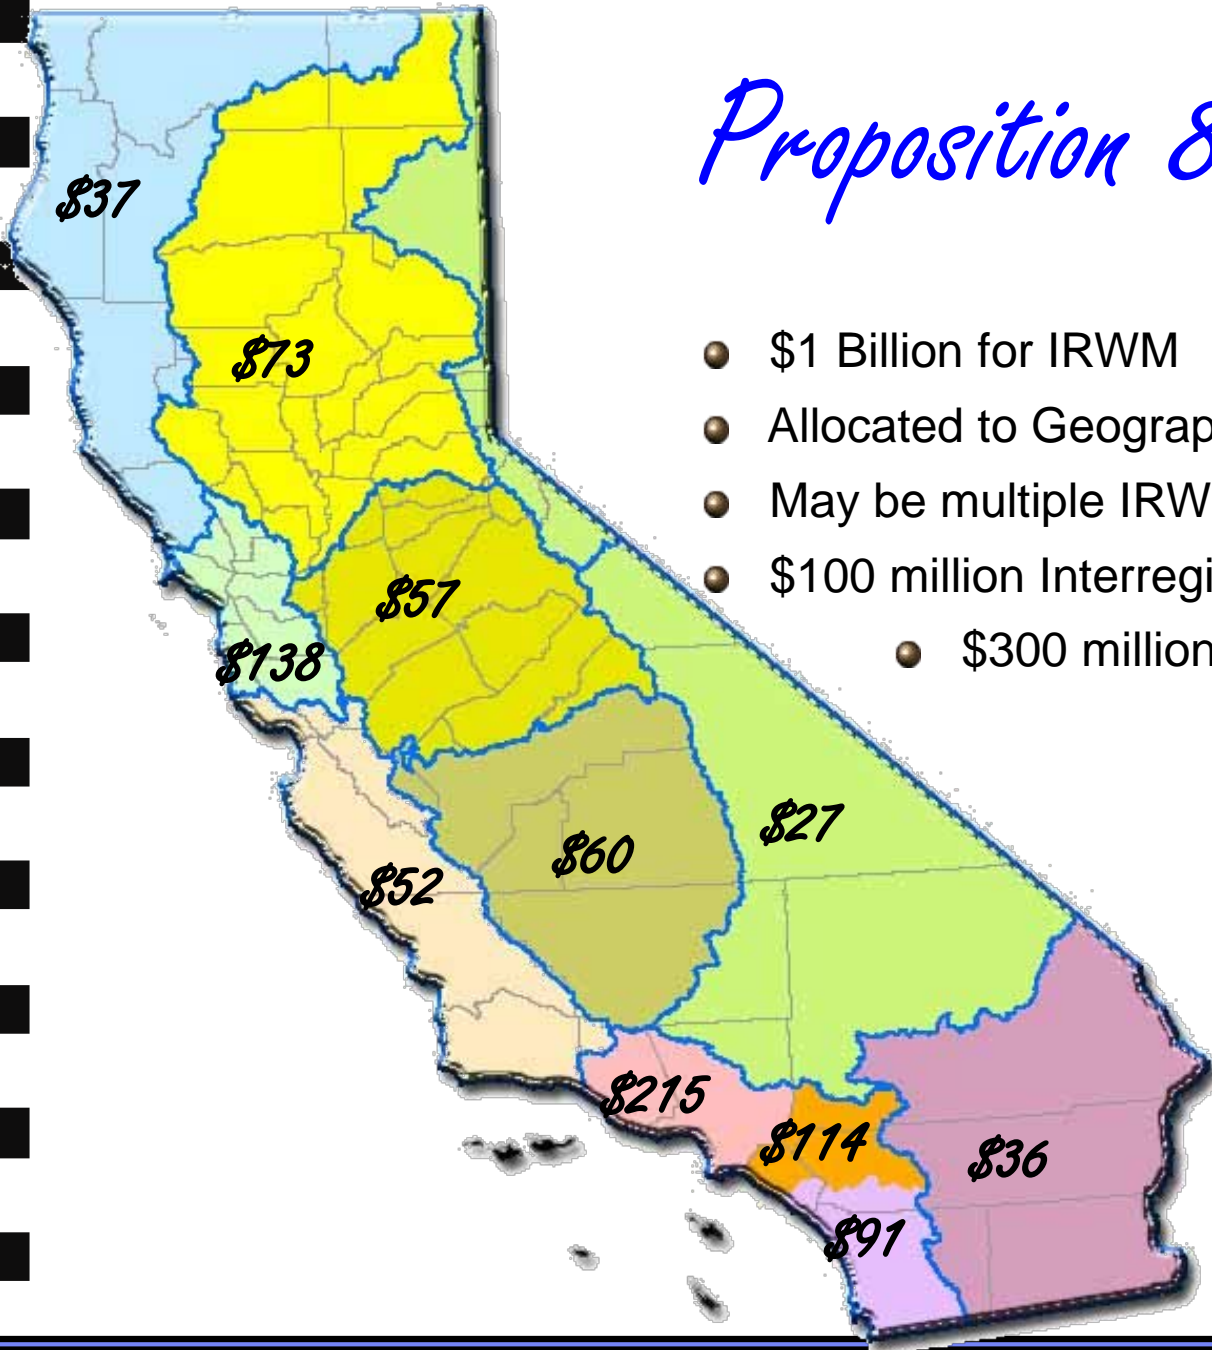 Proposition 8
$1 Billion for IRWM
Allocated to Geograp
May be multiple IRW
$100 million Interregi
$300 million
$37
$73
$57
$138
$27
$60
$52
$215
$114
$36
$91